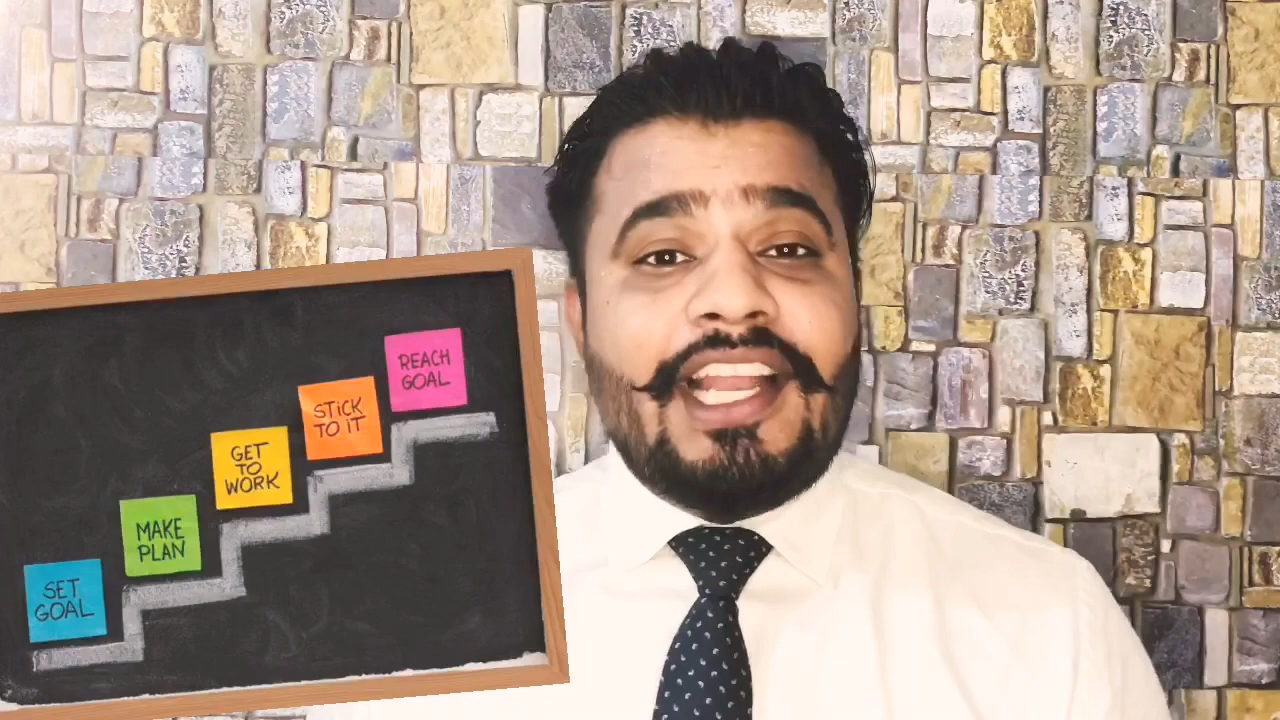 SET
GOAL
MAKE
PLAN
GET
TO
WORK
STiCK
TO iT
REACH
GOAL